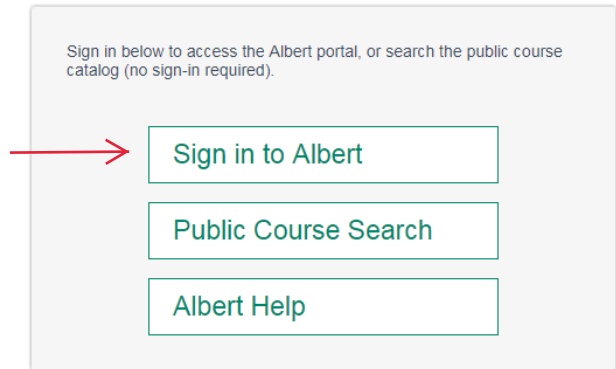 Sign in below to access the Albert portal, or search the public course
catalog (no sign-in required).
Sign in to Albert
Public Course Search
Albert Help